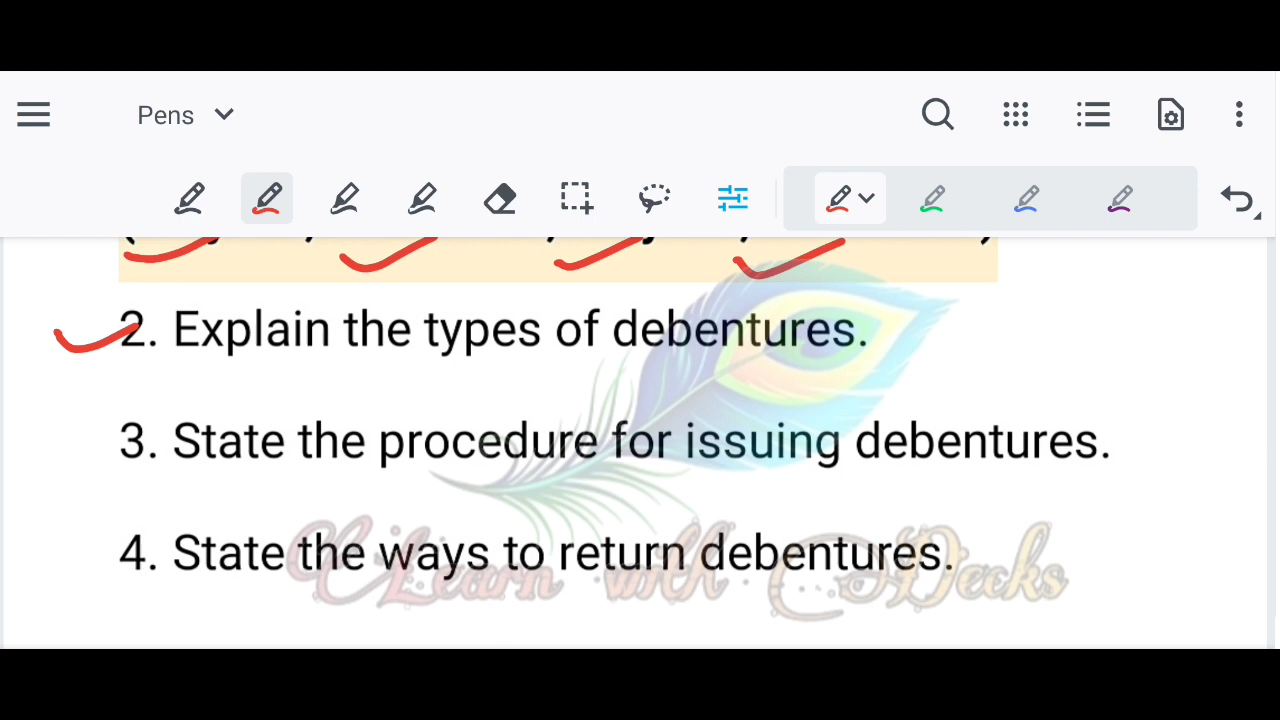 Pens
2. Explain the types of debentures.
3. State the procedure for issuing debentures.
4. State the ways to return debentures.
Learn with Decks